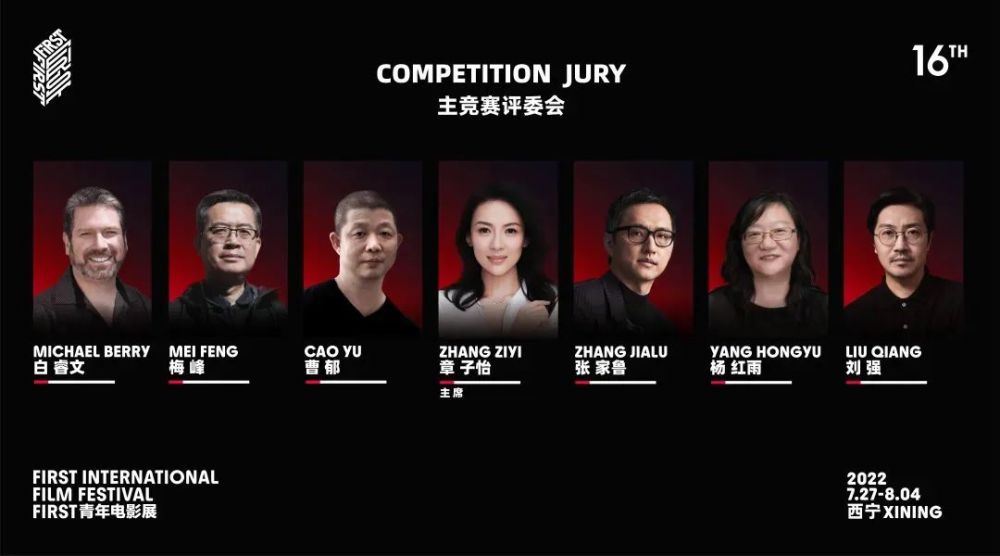 FIRST
FIRST
16TH
COMPETITION JURY
主竞赛评委会
MICHAEL BERRY
白 睿文
MEI FENG
梅 峰
CAO YU
曹 郁
ZHANG ZIYI
章 子怡
主席
ZHANG JIALU
张 家鲁
YANG HONGYU
杨 红雨
LIU QIANG
刘 强
FIRST INTERNATIONAL
FILM FESTIVAL
FIRST青年电影展
2022
7.27-8.04
西宁 XINING